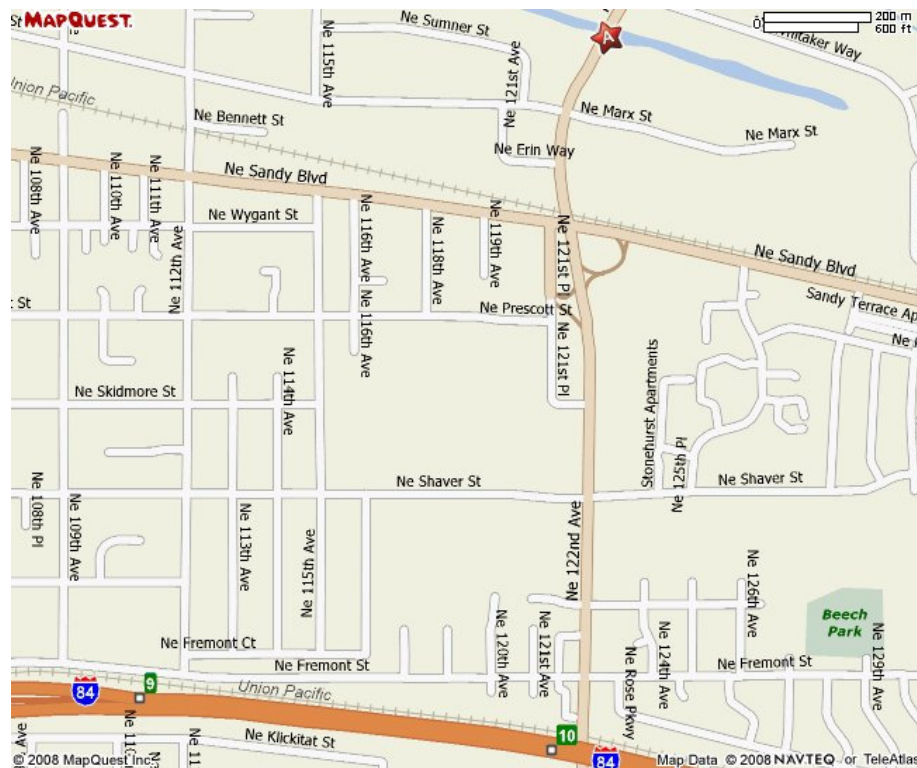 MAPQUEST.
200 m
600 ft
0
Ne Sumner St
Whitaker Way
A
Ne 115th Ave
Ne 121st Ave
Union Pacific
Ne Bennett St
Ne Marx St
Ne Marx St
Ne Erin Way
Ne Sandy Blvd
Ne 108th Ave
Ne 110th Ave
Ne 111th Ave
Ne Wygant St
Ne 112th Ave
Ne 116th Ave
Ne 118th Ave
Ne 119th Ave
Ne 121st Pl
Ne Sandy Blvd
Sandy Terrace Ap
St
Ne Prescott St
Ne 116th Ave
Ne 121st Pl
Ne 114th Ave
Ne Skidmore St
Stonehurst Apartments
Ne 125th Pl
Ne Shaver St
Ne Shaver St
Ne 108th Pl
Ne 109th Ave
Ne 113th Ave
Ne 115th Ave
Ne 122nd Ave
Ne 126th Ave
Beech
Park
Ne Fremont Ct
Ne Fremont St
Ne 120th Ave
Ne 121st Ave
Ne Rose Pkwy
Ne 124th Ave
Ne Fremont St
Ne 129th Ave
84
9
Union Pacific
10
84
Ne Klickitat St
© 2008 MapQuest Inc.
Map Data © 2008 NAVTEQ or TeleAtlas